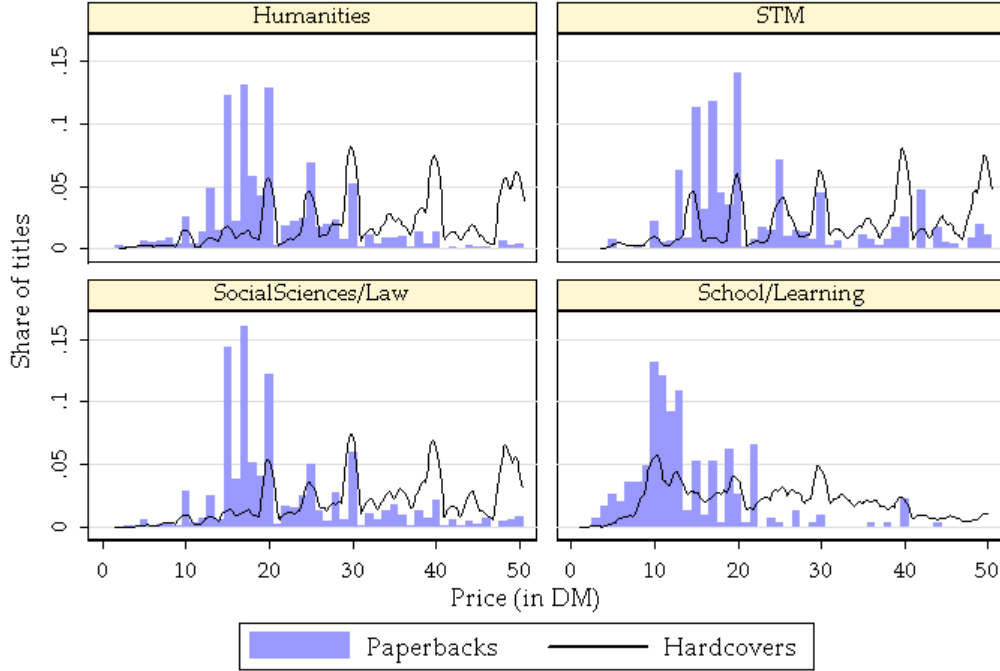 Humanities
STM
.15
.1
.05
0
SocialSciences/Law
School/Learning
.15
.1
.05
0
Share of titles
0 10 20 30 40 50 0 10 20 30 40 50
Price (in DM)
Paperbacks Hardcovers